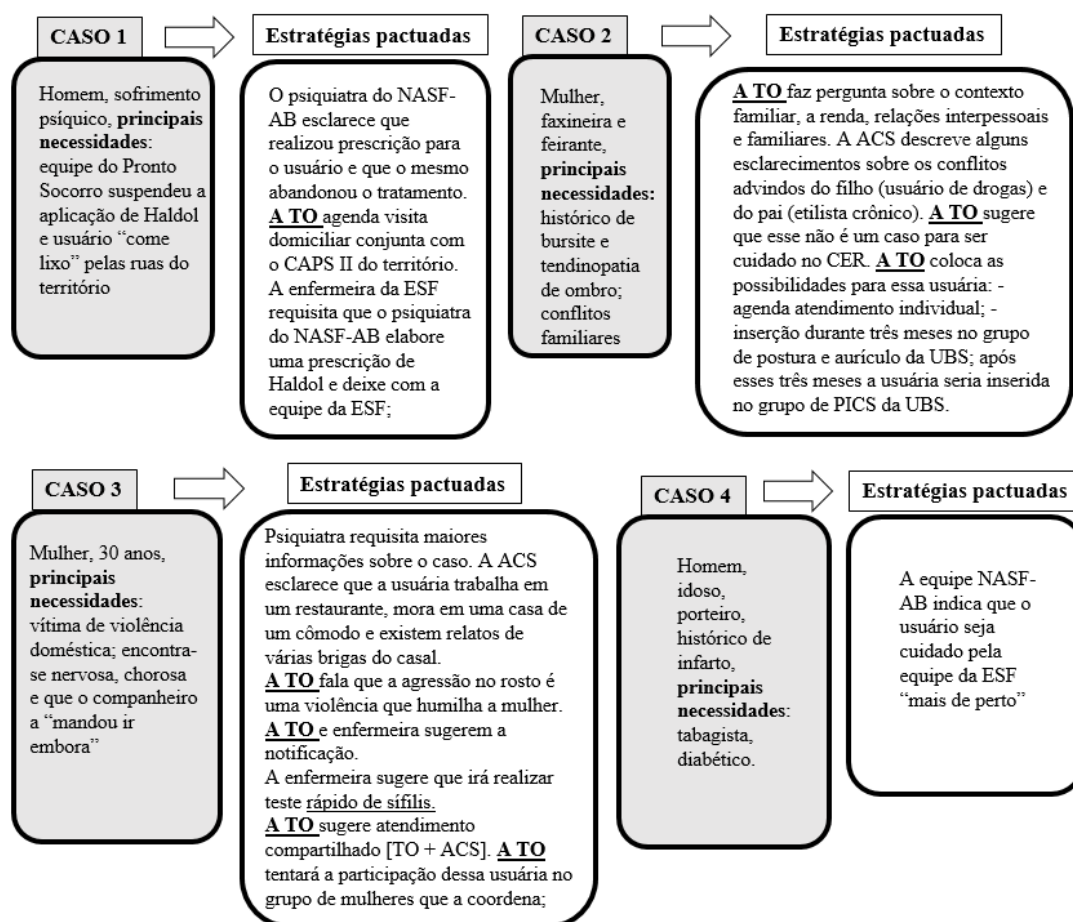 CASO 1
Estratégias pactuadas
Homem, sofrimento
psíquico, principais
necessidades:
equipe do Pronto
Socorro suspendeu a
aplicação de Haldol
e usuário “come
lixo” pelas ruas do
território
O psiquiatra do NASF-
AB esclarece que
realizou prescrição para
o usuário e que o mesmo
abandonou o tratamento.
A TO agenda visita
domiciliar conjunta com
o CAPS II do território.
A enfermeira da ESF
requisita que o psiquiatra
do NASF-AB elabore
uma prescrição de
Haldol e deixe com a
equipe da ESF;
CASO 2
Estratégias pactuadas
Mulher,
faxineira e
feirante,
principais
necessidades:
histórico de
bursite e
tendinopatia
de ombro;
conflitos
familiares
A TO faz pergunta sobre o contexto
familiar, a renda, relações interpessoais
e familiares. A ACS descreve alguns
esclarecimentos sobre os conflitos
advindos do filho (usuário de drogas) e
do pai (etilista crônico). A TO sugere
que esse não é um caso para ser
cuidado no CER. A TO coloca as
possibilidades para essa usuária: -
agenda atendimento individual; -
inserção durante três meses no grupo
de postura e aurículo da UBS; após
esses três meses a usuária seria inserida
no grupo de PICS da UBS.
CASO 3
Estratégias pactuadas
Mulher, 30 anos,
principais
necessidades:
vítima de violência
doméstica; encontra-
se nervosa, chorosa
e que o companheiro
a “mandou ir
embora”
Psiquiatra requisita maiores
informações sobre o caso. A ACS
esclarece que a usuária trabalha em
um restaurante, mora em uma casa de
um cômodo e existem relatos de
várias brigas do casal.
A TO fala que a agressão no rosto é
uma violência que humilha a mulher.
A TO e enfermeira sugerem a
notificação.
A enfermeira sugere que irá realizar
teste rápido de sífilis.
A TO sugere atendimento
compartilhado [TO + ACS]. A TO
tentará a participação dessa usuária no
grupo de mulheres que a coordena;
CASO 4
Estratégias pactuadas
Homem,
idoso,
porteiro,
histórico de
infarto,
principais
necessidades:
tabagista,
diabético.
A equipe NASF-
AB indica que o
usuário seja
cuidado pela
equipe da ESF
“mais de perto”